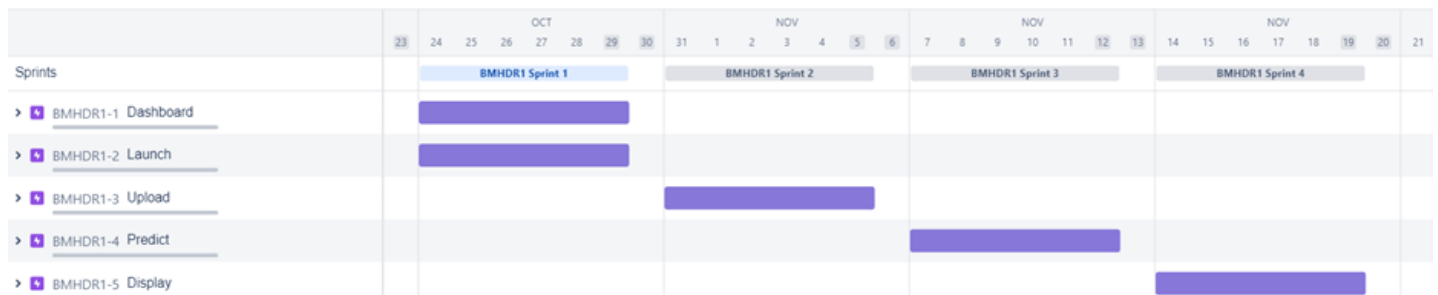 OCT NOV NOV NOV
23 24 25 26 27 28 29 30 31 1 2 3 4 5 6 7 8 9 10 11 12 13 14 15 16 17 18 19 20 21
Sprints BMHDR1 Sprint 1 BMHDR1 Sprint 2 BMHDR1 Sprint 3 BMHDR1 Sprint 4
BMHDR1-1 Dashboard
BMHDR1-2 Launch
BMHDR1-3 Upload
BMHDR1-4 Predict
BMHDR1-5 Display